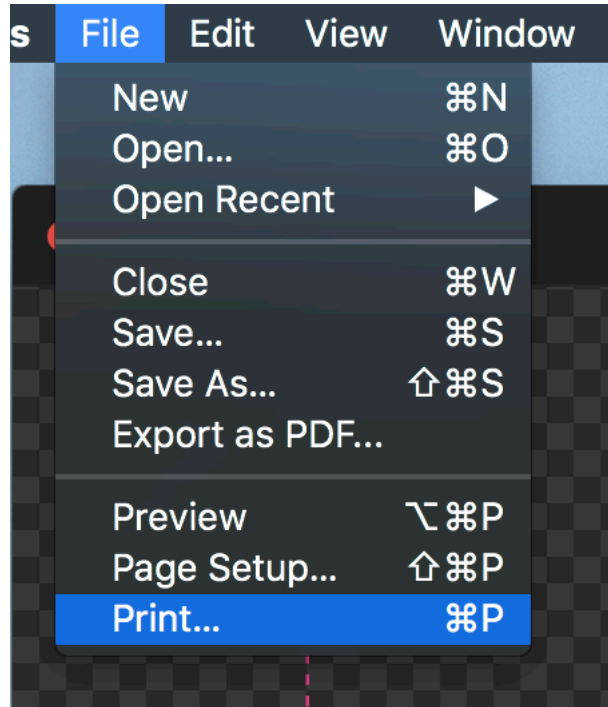 s File Edit View Window
New ⌘N
Open... ⌘O
Open Recent ▶
Close ⌘W
Save... ⌘S
Save As... ⇧⌘S
Export as PDF...
Preview ⌥⌘P
Page Setup... ⇧⌘P
Print... ⌘P